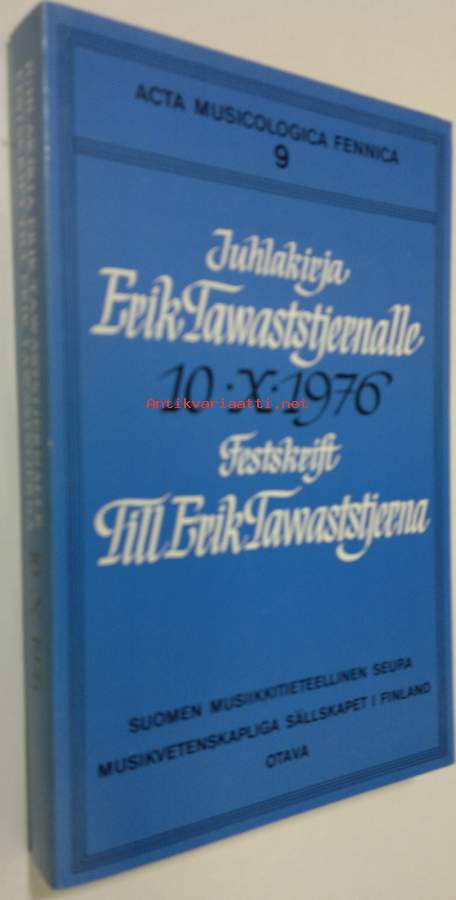 ACTA MUSICOLOGICA FENNICA
9
Juhlakirja
Erik Tawaststjernalle
10·X·1976
Antikvariaatti.net
Festskrift
Till Erik Tawaststjerna
SUOMEN MUSIIKKITIETEELLINEN SEURA
MUSIKVETENSKAPLIGA SÄLLSKAPET I FINLAND
OTAVA